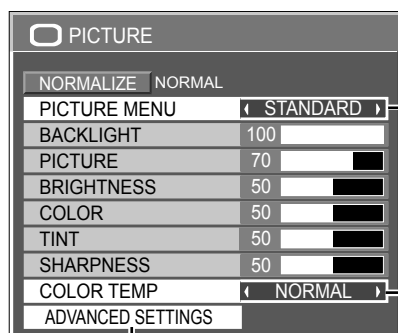 PICTURE
NORMALIZE NORMAL
PICTURE MENU STANDARD
BACKLIGHT 100
PICTURE 70
BRIGHTNESS 50
COLOR 50
TINT 50
SHARPNESS 50
COLOR TEMP NORMAL
ADVANCED SETTINGS